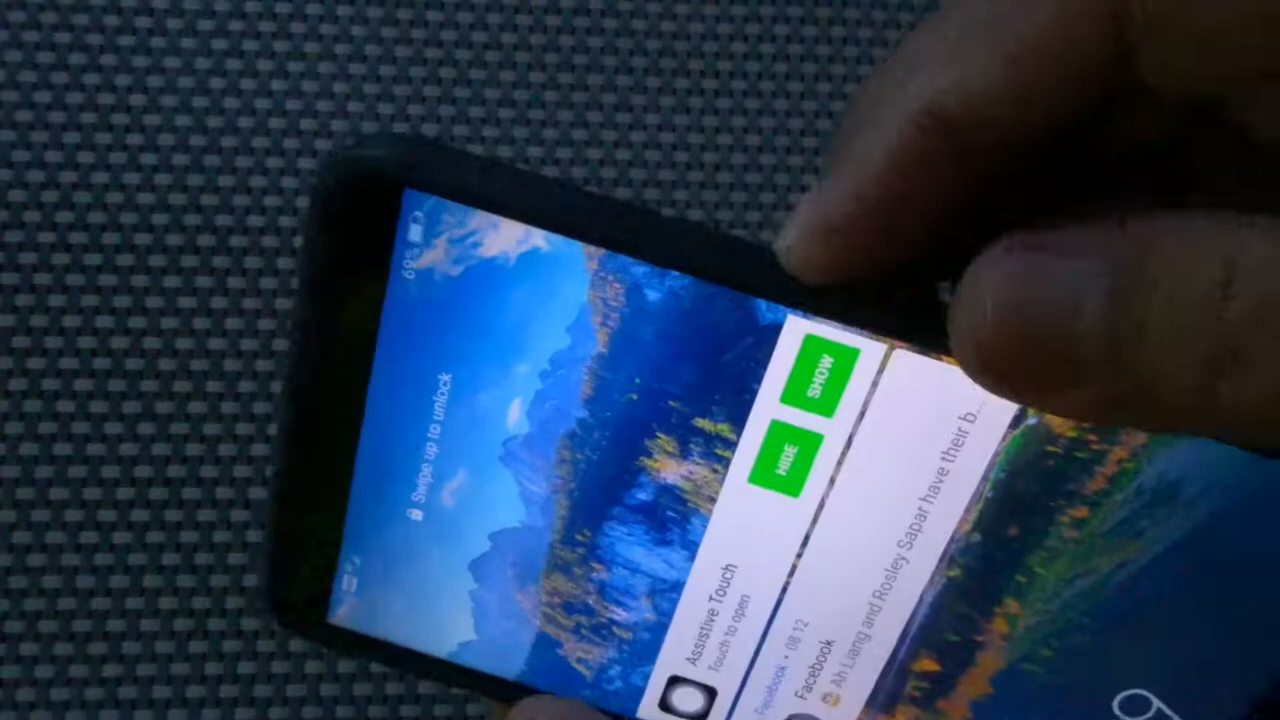 69%
Swipe up to unlock
Assistive Touch
Touch to open
HIDE
SHOW
Facebook • 08:12
Facebook
Ah Liang and Rosley Sapar have their b...